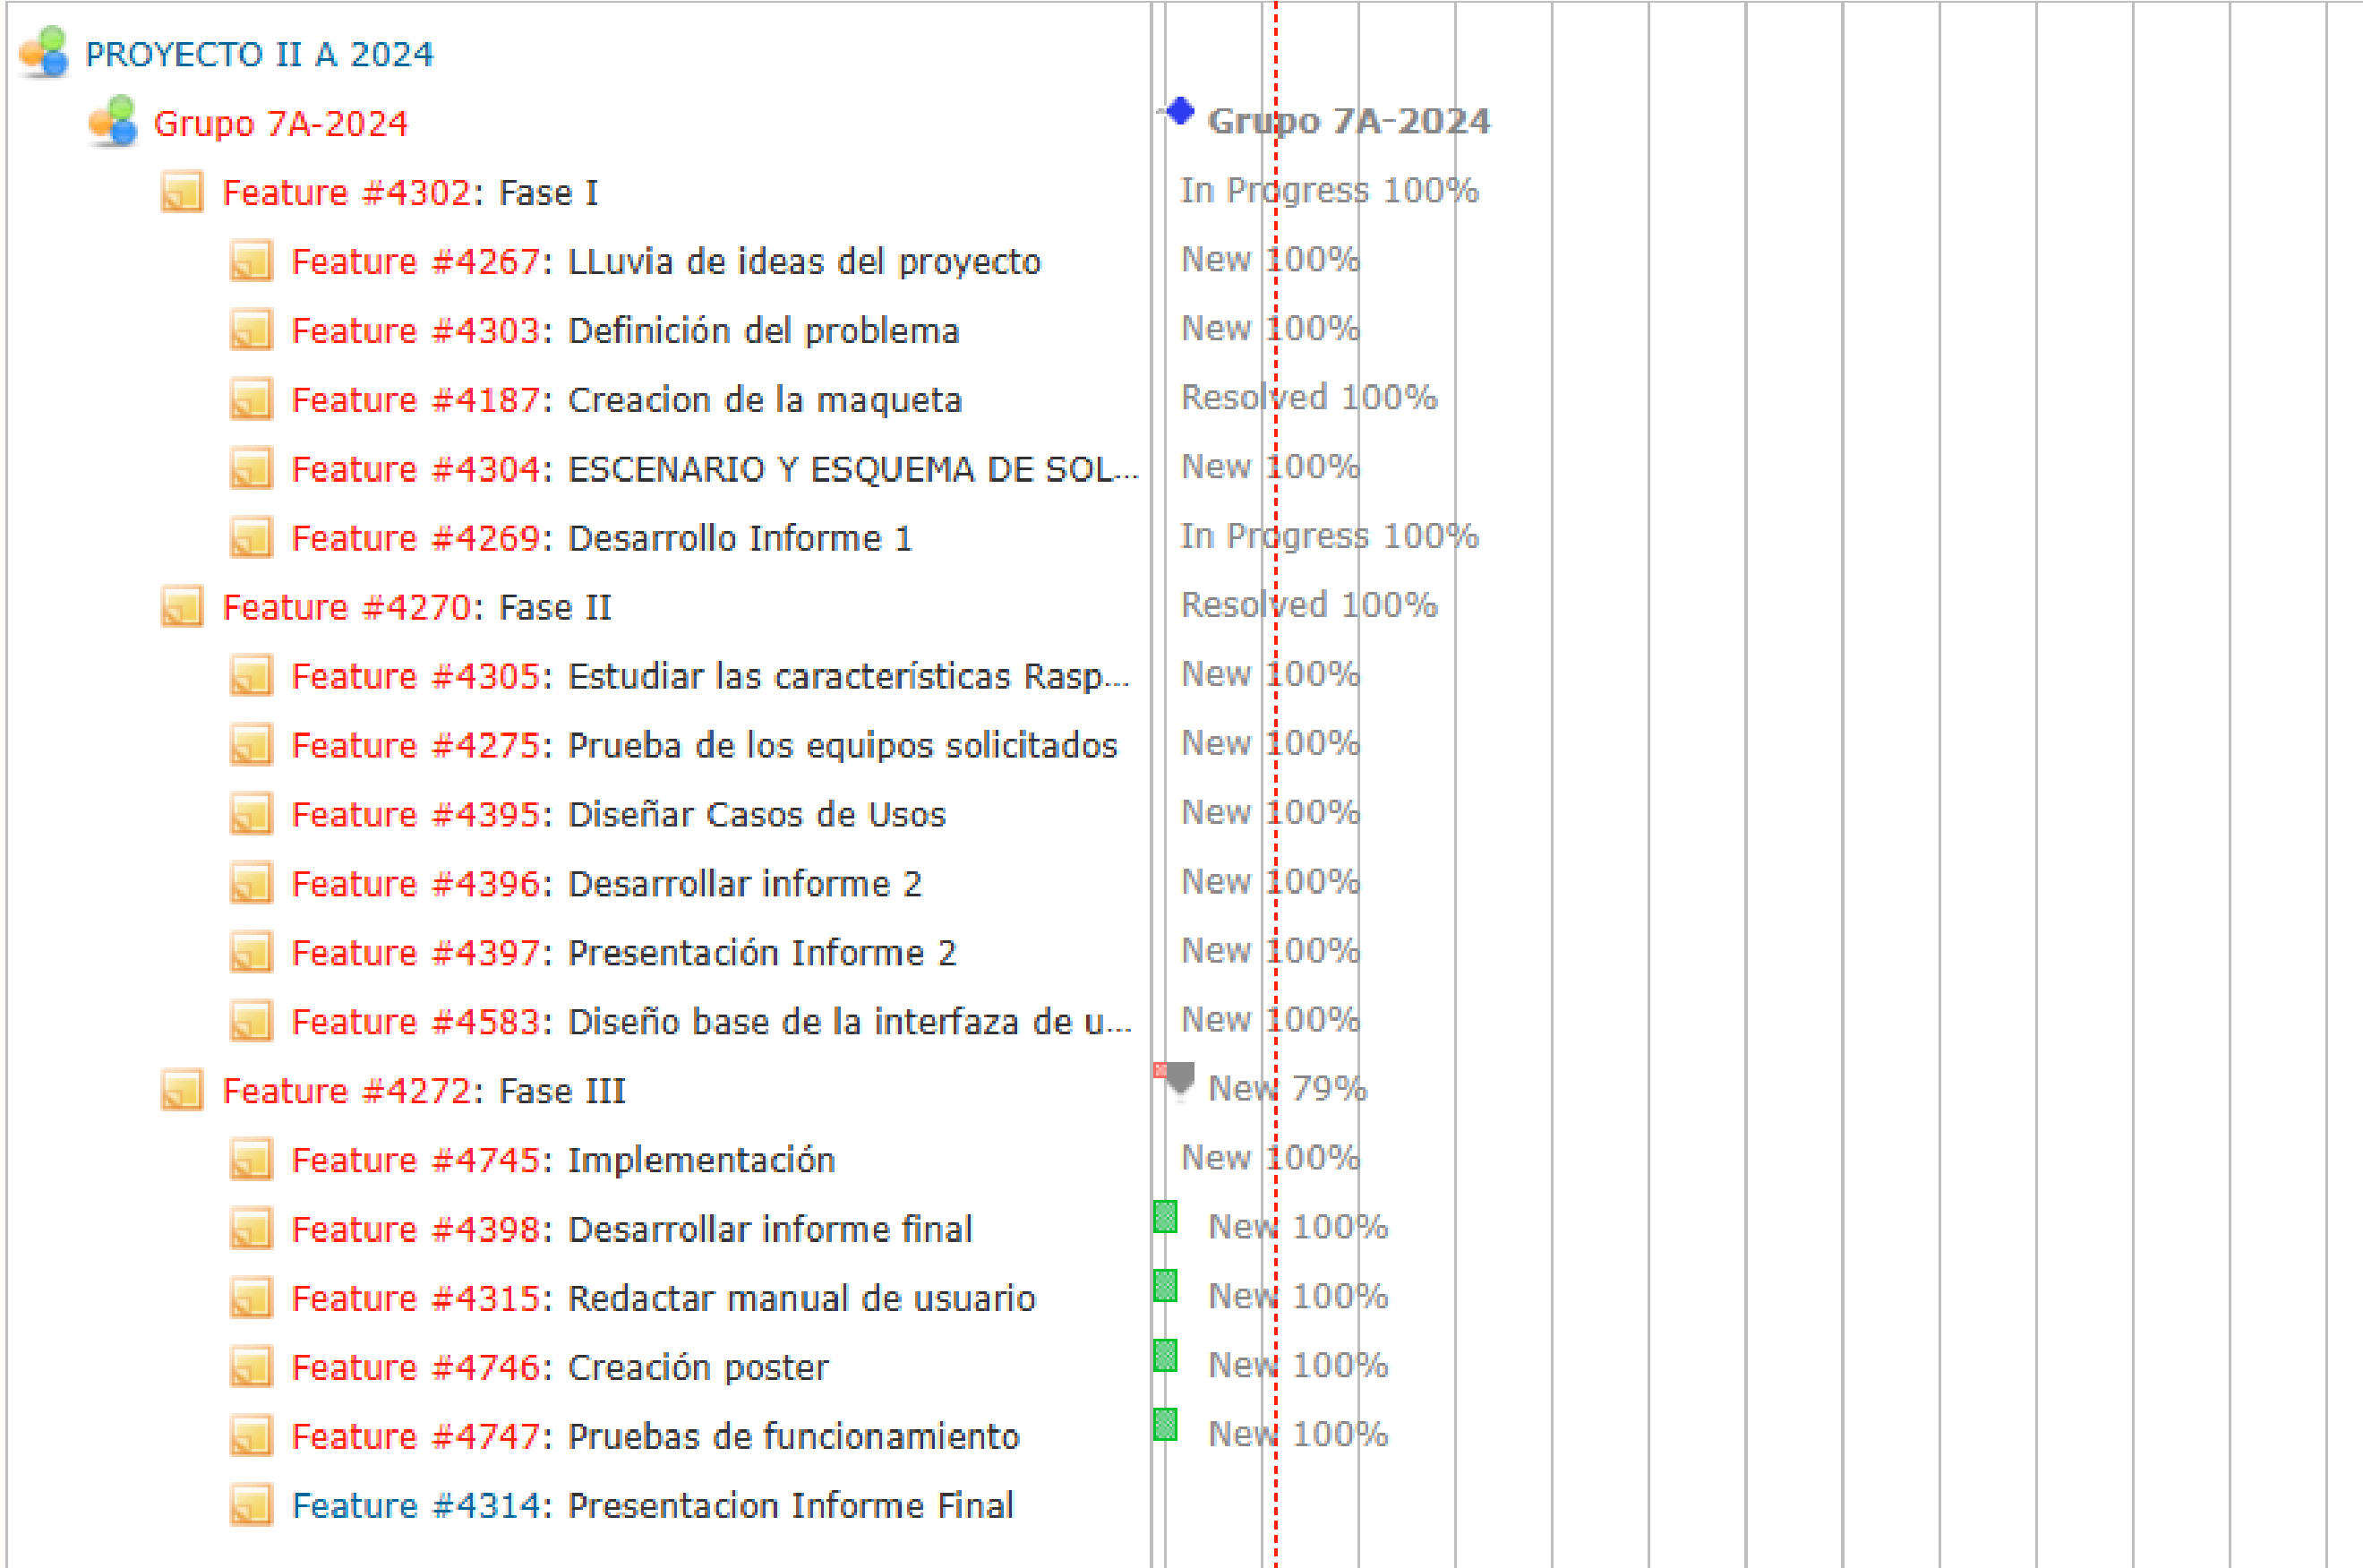 PROYECTO II A 2024
Grupo 7A-2024 Grupo 7A-2024
Feature #4302: Fase I In Progress 100%
Feature #4267: LLuvia de ideas del proyecto New 100%
Feature #4303: Definición del problema New 100%
Feature #4187: Creacion de la maqueta Resolved 100%
Feature #4304: ESCENARIO Y ESQUEMA DE SOL... New 100%
Feature #4269: Desarrollo Informe 1 In Progress 100%
Feature #4270: Fase II Resolved 100%
Feature #4305: Estudiar las características Rasp... New 100%
Feature #4275: Prueba de los equipos solicitados New 100%
Feature #4395: Diseñar Casos de Usos New 100%
Feature #4396: Desarrollar informe 2 New 100%
Feature #4397: Presentación Informe 2 New 100%
Feature #4583: Diseño base de la interfaza de u... New 100%
Feature #4272: Fase III New 79%
Feature #4745: Implementación New 100%
Feature #4398: Desarrollar informe final New 100%
Feature #4315: Redactar manual de usuario New 100%
Feature #4746: Creación poster New 100%
Feature #4747: Pruebas de funcionamiento New 100%
Feature #4314: Presentacion Informe Final